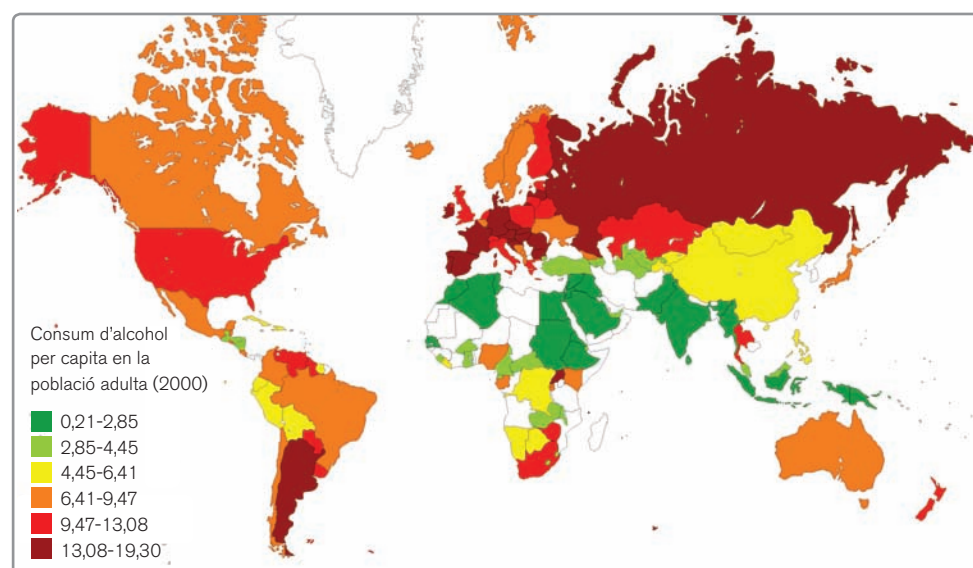 Consum d'alcohol
per capita en la
població adulta (2000)
0,21-2,85
2,85-4,45
4,45-6,41
6,41-9,47
9,47-13,08
13,08-19,30